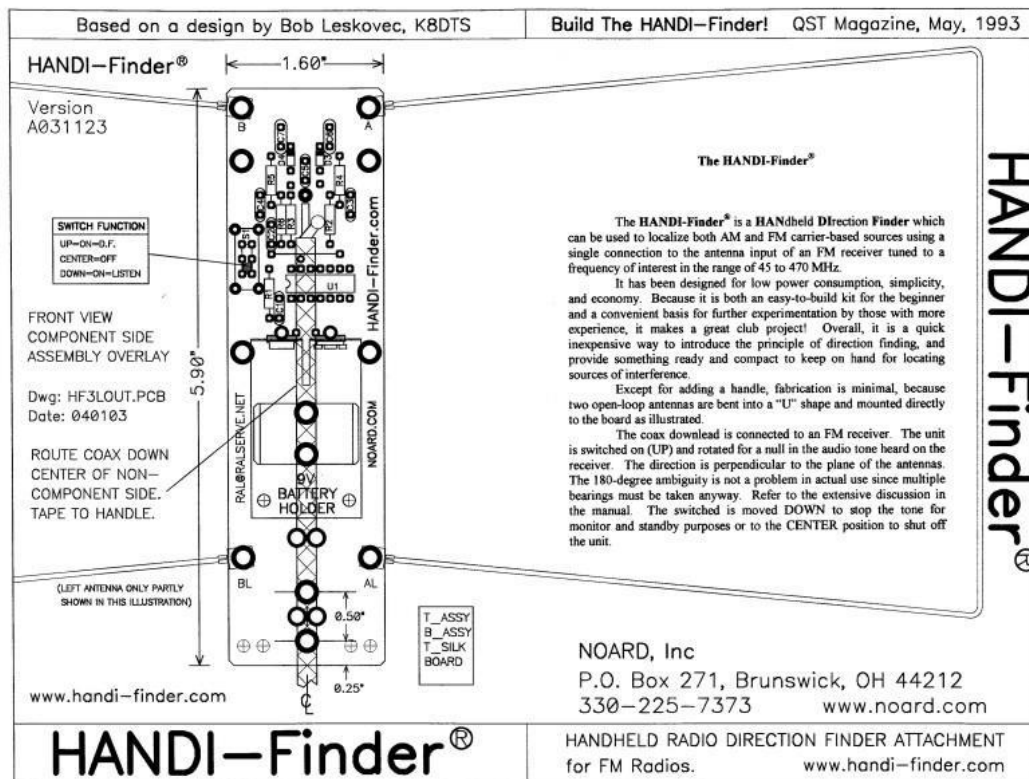 Based on a design by Bob Leskovec, K8DTS
Build The HANDI-Finder! QST Magazine, May, 1993
HANDI-Finder®
1.60"
Version
A031123
B
A
C7
C6
D4
D3
C5
R5
R4
C4
C3
R6
R3
R2
C2
S1
SWITCH FUNCTION
UP=ON=D.F.
CENTER=OFF
DOWN=ON=LISTEN
U1
R1
C1
HANDI-Finder.com
FRONT VIEW
COMPONENT SIDE
ASSEMBLY OVERLAY
5.90"
Dwg: HF3LOUT.PCB
Date: 040103
ROUTE COAX DOWN
CENTER OF NON-
COMPONENT SIDE.
TAPE TO HANDLE.
RAL@RALSERVE.NET
NOARD.COM
9V
BATTERY
HOLDER
BL
AL
(LEFT ANTENNA ONLY PARTLY
SHOWN IN THIS ILLUSTRATION)
0.50"
0.25"
T_ASSY
B_ASSY
T_SILK
BOARD
www.handi-finder.com
The HANDI-Finder®
The HANDI-Finder® is a HANdheld DIrection Finder which
can be used to localize both AM and FM carrier-based sources using a
single connection to the antenna input of an FM receiver tuned to a
frequency of interest in the range of 45 to 470 MHz.
It has been designed for low power consumption, simplicity,
and economy. Because it is both an easy-to-build kit for the beginner
and a convenient basis for further experimentation by those with more
experience, it makes a great club project! Overall, it is a quick
inexpensive way to introduce the principle of direction finding, and
provide something ready and compact to keep on hand for locating
sources of interference.
Except for adding a handle, fabrication is minimal, because
two open-loop antennas are bent into a "U" shape and mounted directly
to the board as illustrated.
The coax downlead is connected to an FM receiver. The unit
is switched on (UP) and rotated for a null in the audio tone heard on the
receiver. The direction is perpendicular to the plane of the antennas.
The 180-degree ambiguity is not a problem in actual use since multiple
bearings must be taken anyway. Refer to the extensive discussion in
the manual. The switched is moved DOWN to stop the tone for
monitor and standby purposes or to the CENTER position to shut off
the unit.
HANDI-Finder®
NOARD, Inc
P.O. Box 271, Brunswick, OH 44212
330-225-7373 www.noard.com
HANDI-Finder®
HANDHELD RADIO DIRECTION FINDER ATTACHMENT
for FM Radios. www.handi-finder.com